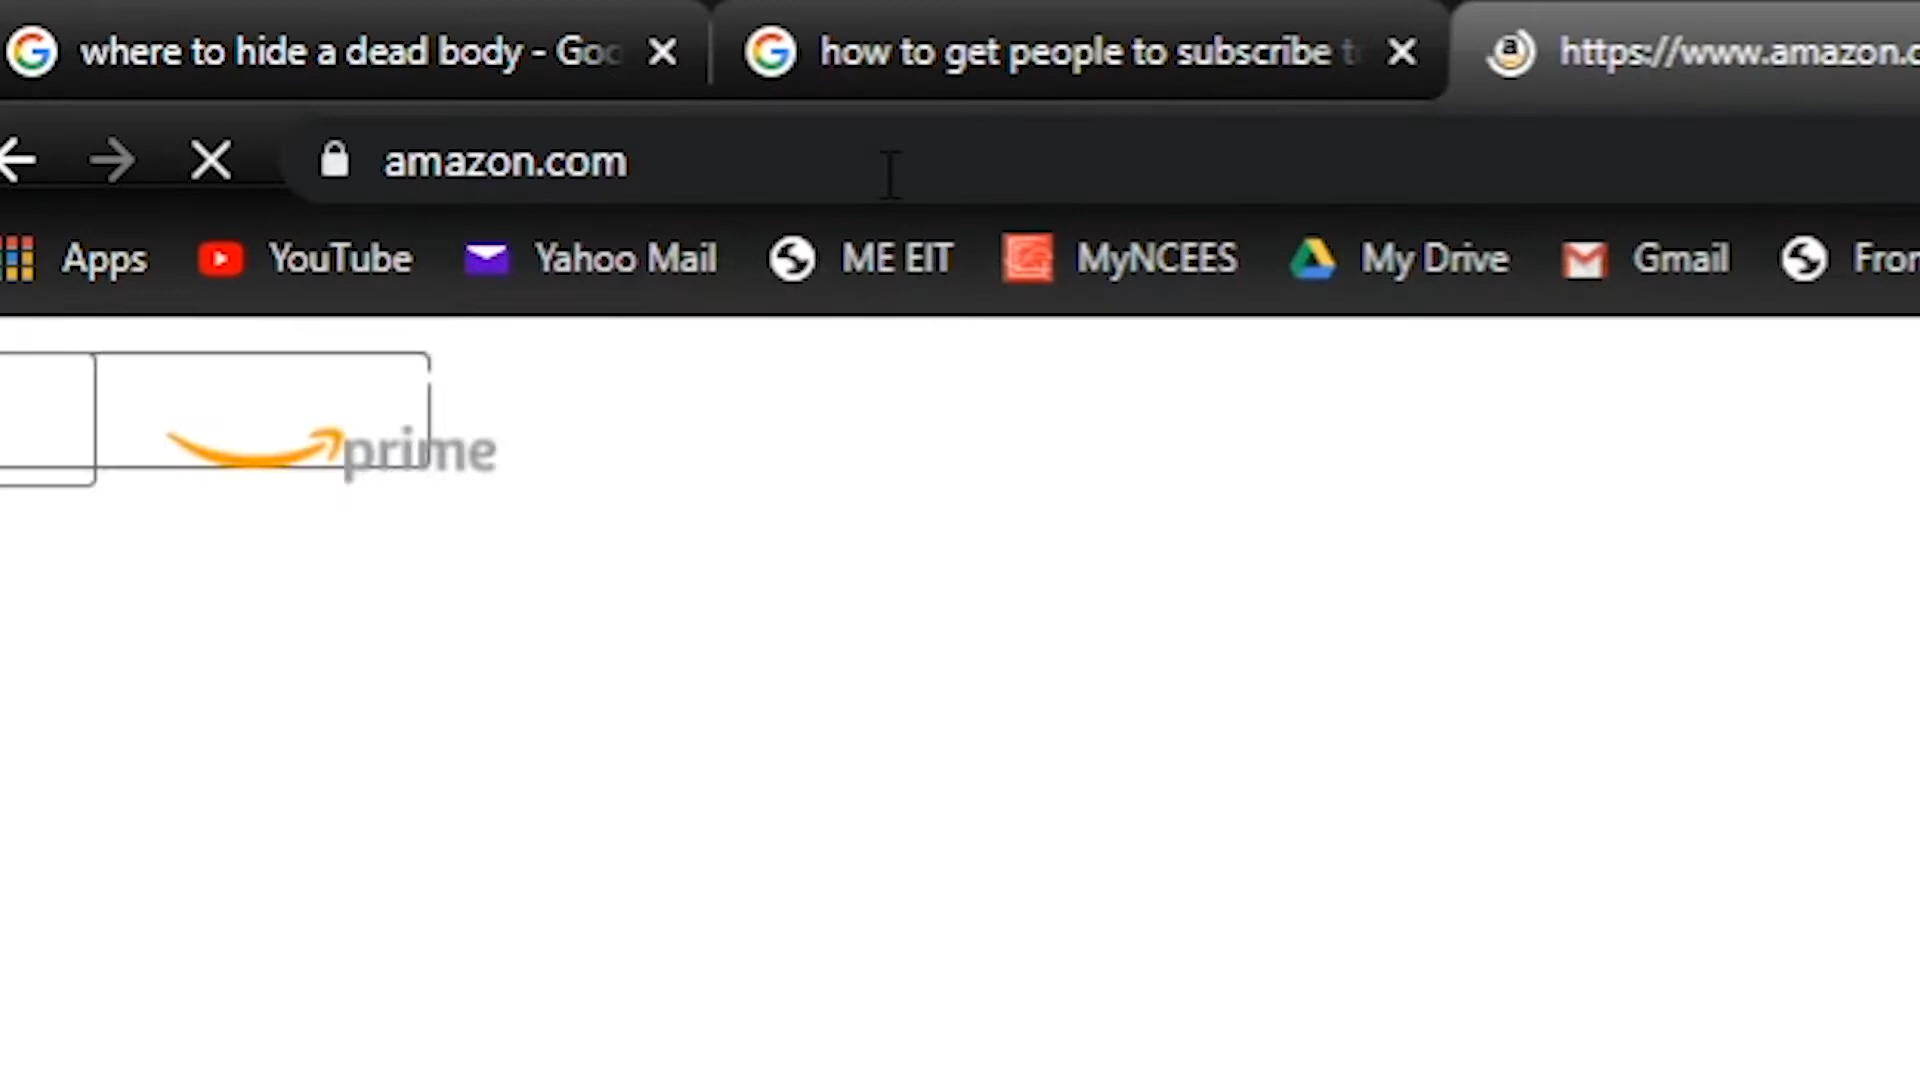 where to hide a dead body - Goo
how to get people to subscribe t
https://www.amazon.c
amazon.com
Apps YouTube Yahoo Mail ME EIT MyNCEES My Drive Gmail Fron
prime